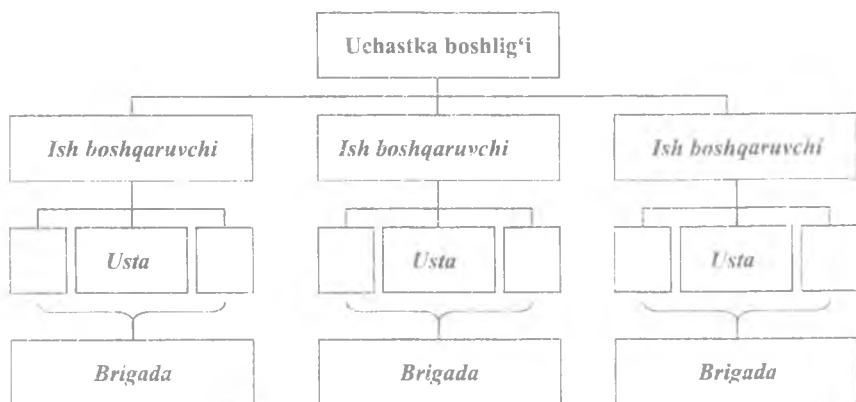 Uchastka boshlig‘i
Ish boshqaruvchi
Ish boshqaruvchi
Ish boshqaruvchi
Usta
Usta
Usta
Brigada
Brigada
Brigada